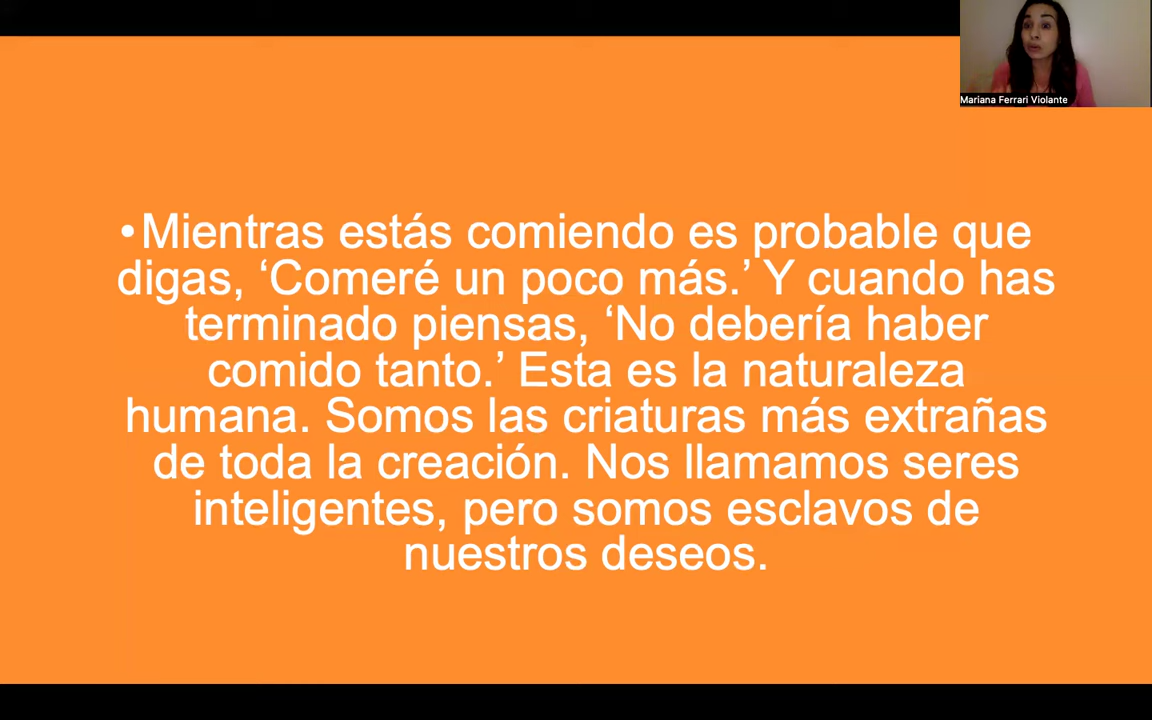 Mariana Ferrari Violante
•Mientras estás comiendo es probable que
digas, ‘Comeré un poco más.’ Y cuando has
terminado piensas, ‘No debería haber
comido tanto.’ Esta es la naturaleza
humana. Somos las criaturas más extrañas
de toda la creación. Nos llamamos seres
inteligentes, pero somos esclavos de
nuestros deseos.